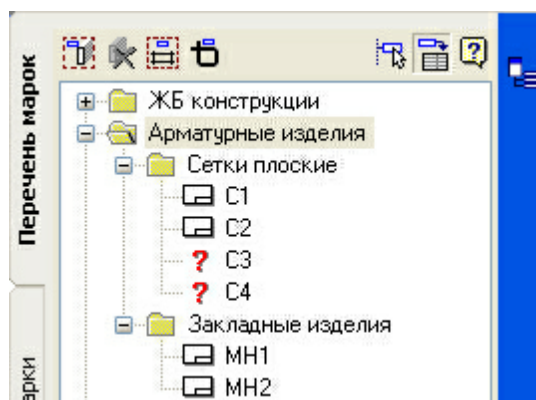 Перечень марок
арки
ЖБ конструкции
Арматурные изделия
Сетки плоские
С1
С2
? С3
? С4
Закладные изделия
МН1
МН2